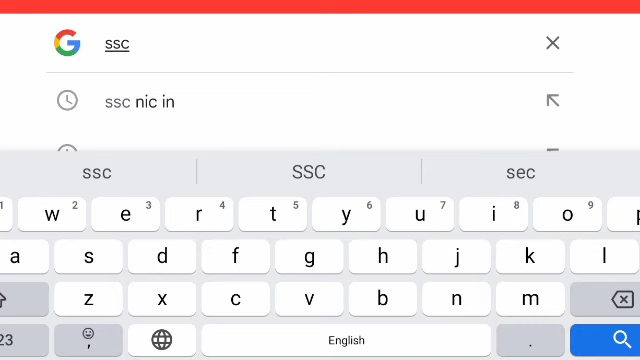 ssc
ssc nic in
ssc SSC sec
1 w 2 e 3 r 4 t 5 y 6 u 7 i 8 o 9 p
a s d f g h j k l
z x c v b n m
23 , English .